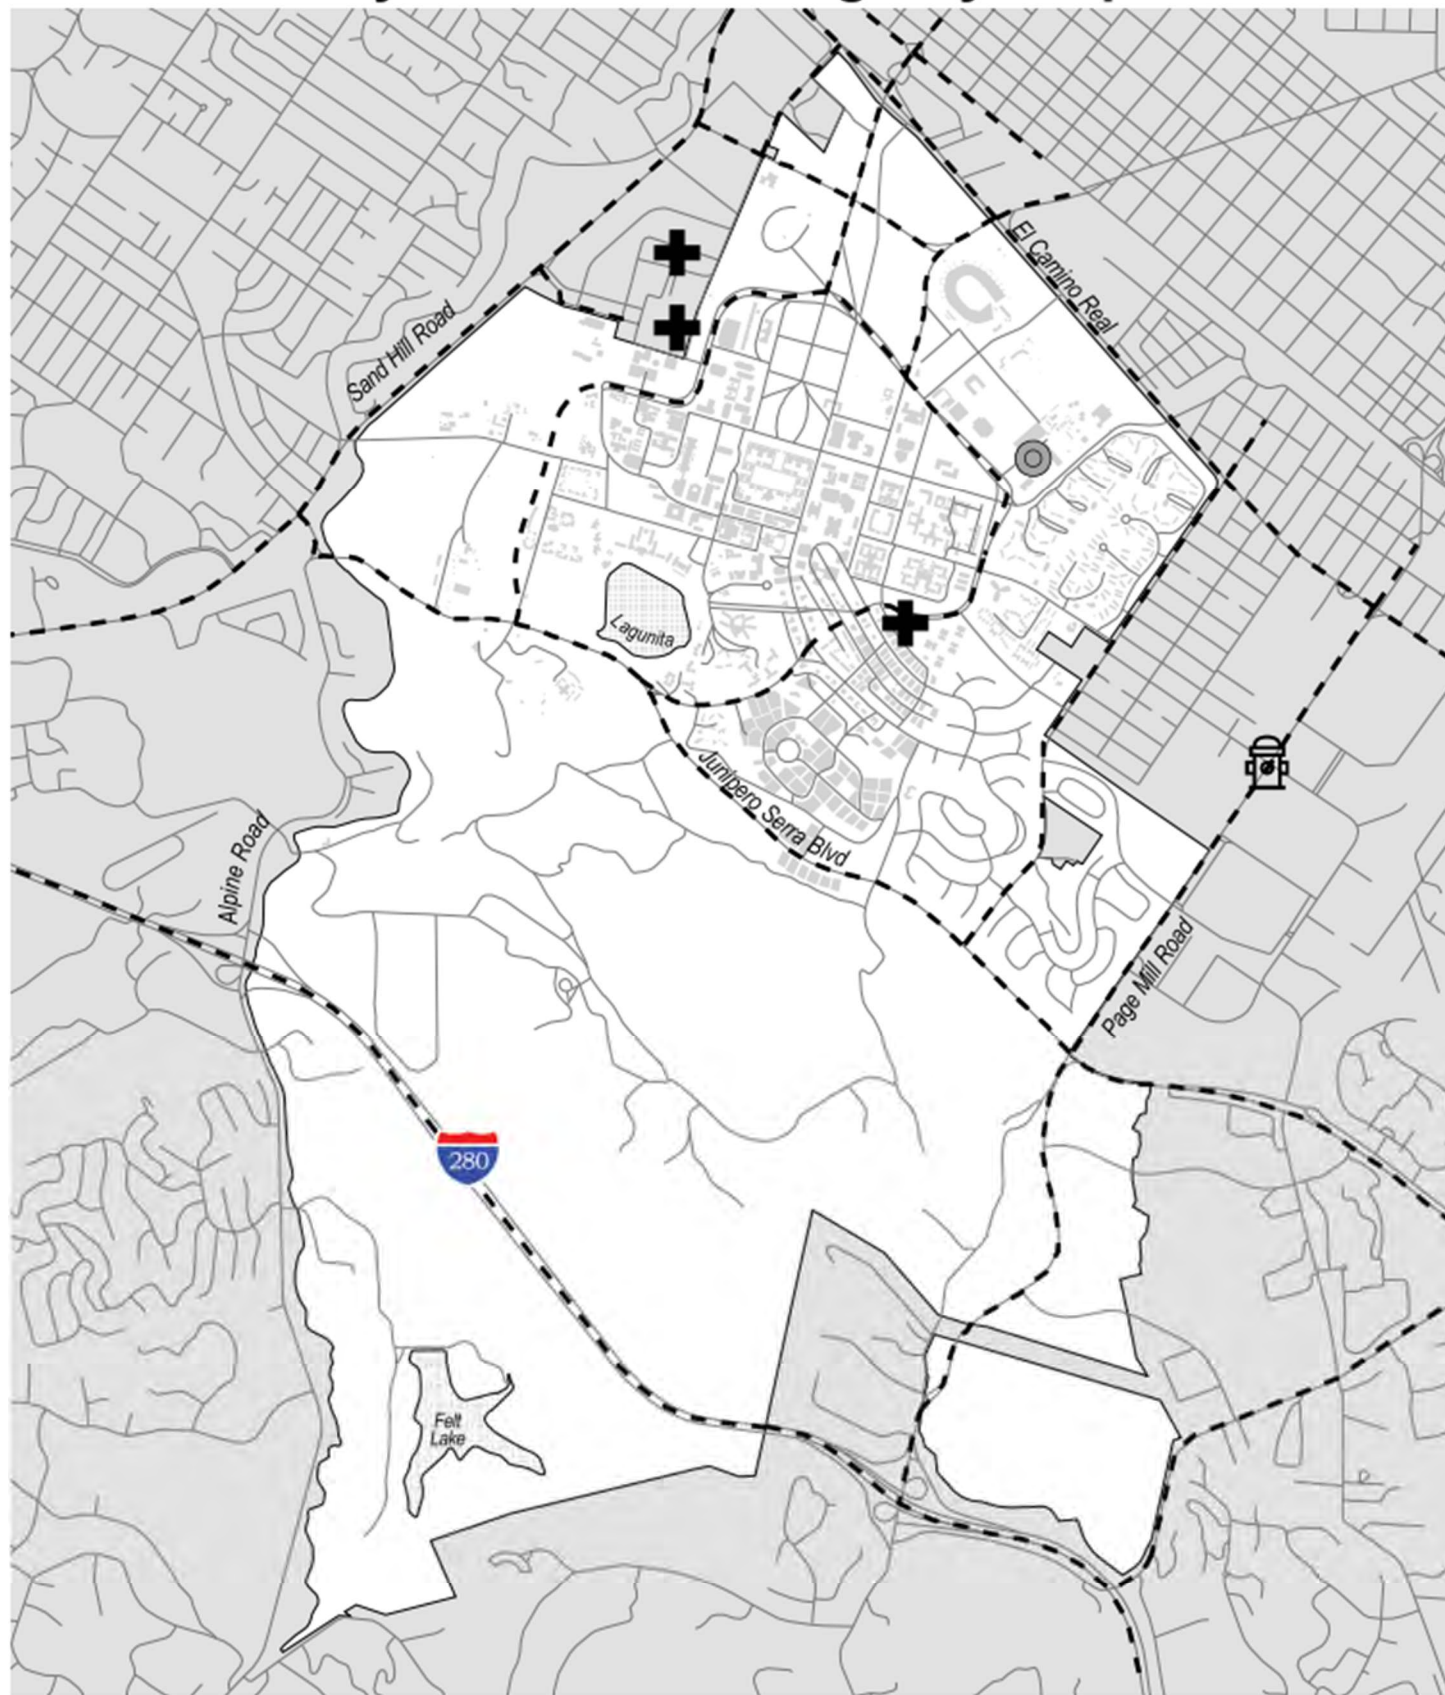 El Camino Real
Sand Hill Road
Lagunita
Junipero Serra Blvd
Alpine Road
Page Mill Road
280
Felt
Lake